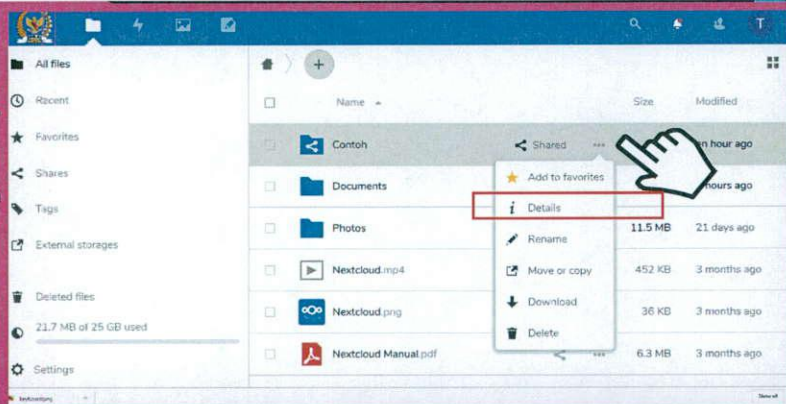 T
All files
Recent
Favorites
Shares
Tags
External storages
Deleted files
21.7 MB of 25 GB used
Settings
+
Name
Size
Modified
Contoh
Shared
•••
an hour ago
Documents
hours ago
Photos
11.5 MB
21 days ago
Nextcloud.mp4
452 KB
3 months ago
Nextcloud.png
36 KB
3 months ago
Nextcloud Manual.pdf
•••
6.3 MB
3 months ago
Add to favorites
Details
Rename
Move or copy
Download
Delete
Show all